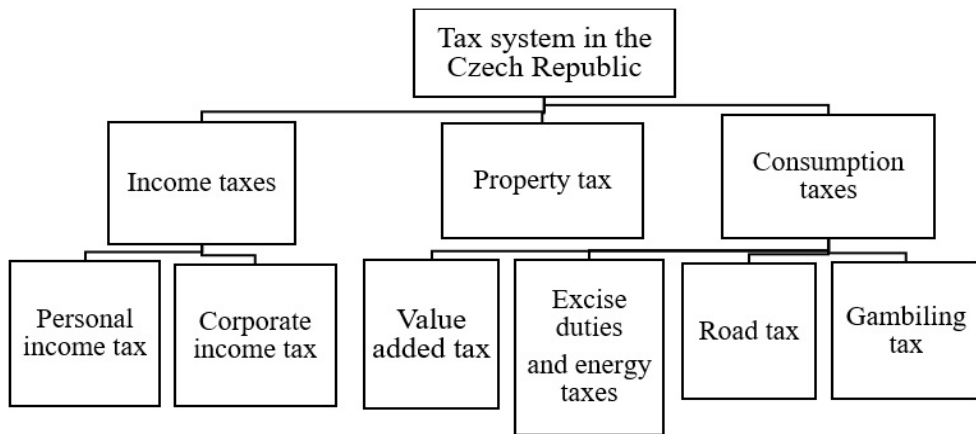 Tax system in the
Czech Republic
Income taxes
Property tax
Consumption
taxes
Personal
income tax
Corporate
income tax
Value
added tax
Excise
duties
and energy
taxes
Road tax
Gambiling
tax